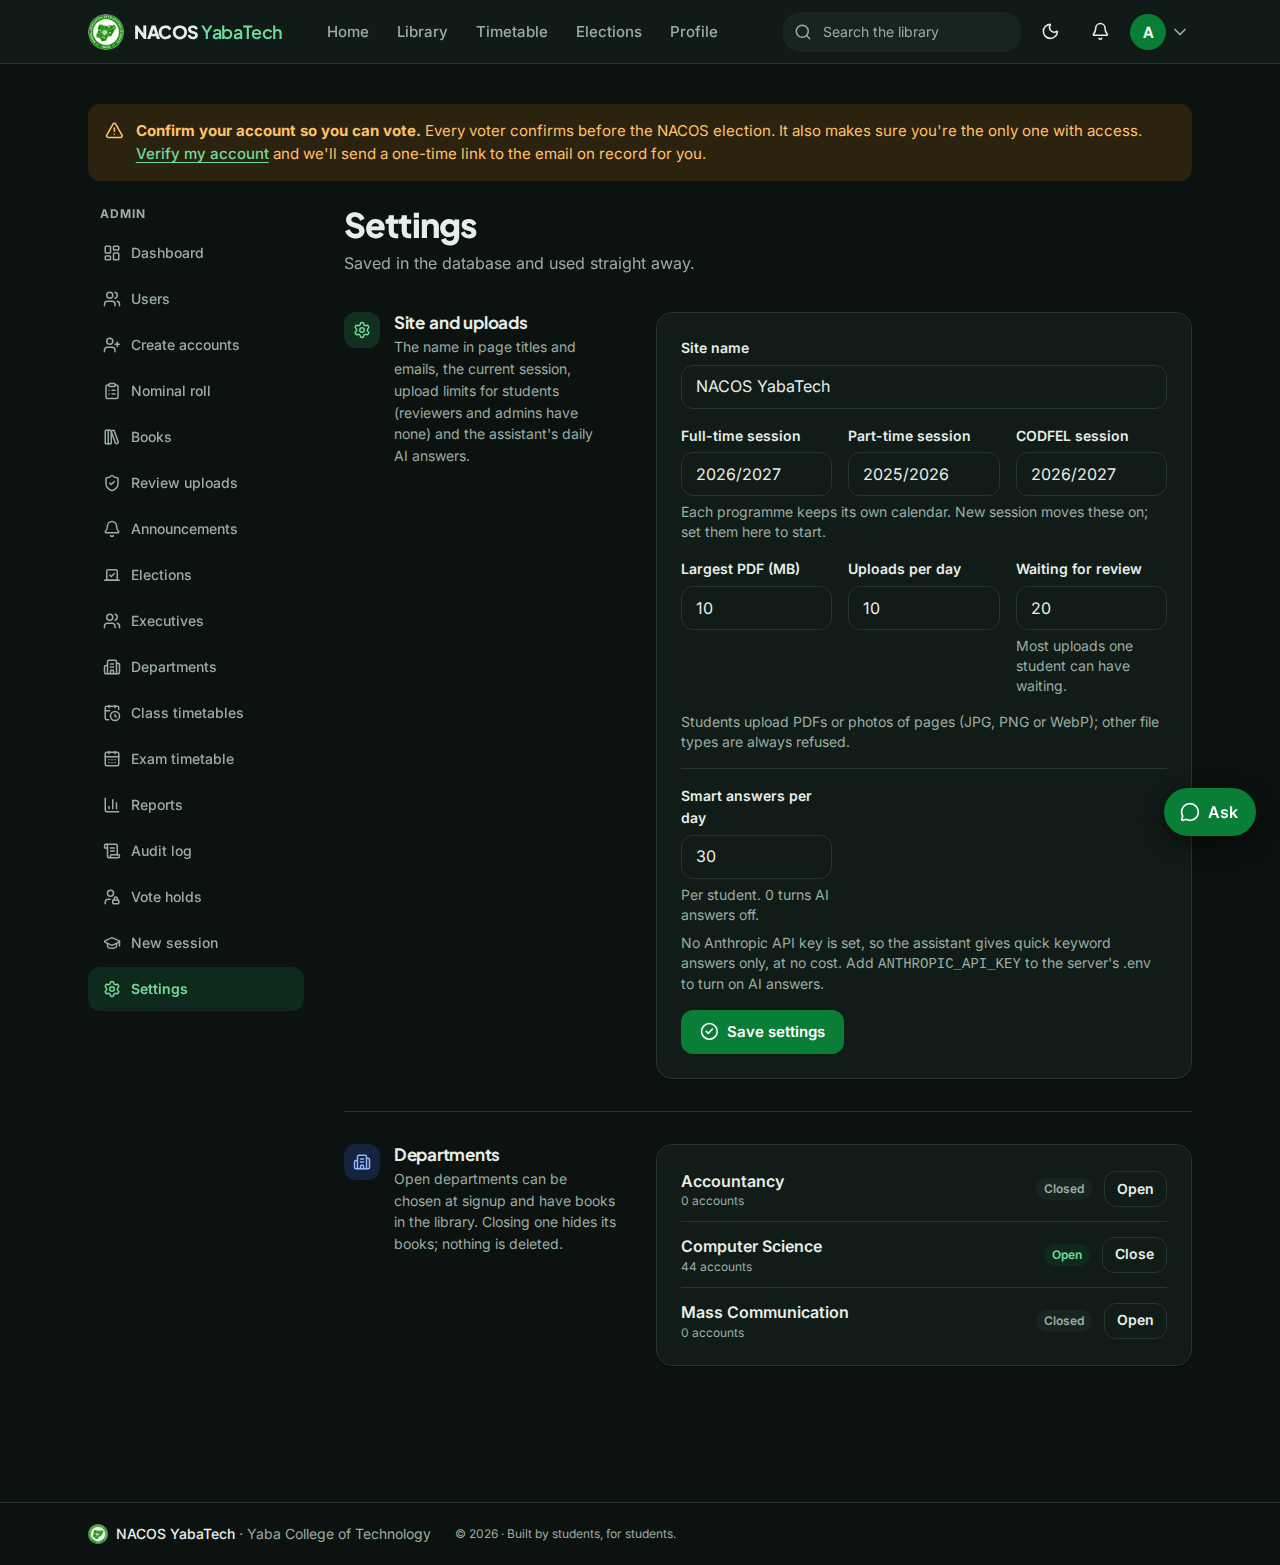 NACOS YabaTech
Home
Library
Timetable
Elections
Profile
Search the library
A
Confirm your account so you can vote. Every voter confirms before the NACOS election. It also makes sure you're the only one with access.
Verify my account and we'll send a one-time link to the email on record for you.
ADMIN
Dashboard
Users
Create accounts
Nominal roll
Books
Review uploads
Announcements
Elections
Executives
Departments
Class timetables
Exam timetable
Reports
Audit log
Vote holds
New session
Settings
Settings
Saved in the database and used straight away.
Site and uploads
The name in page titles and
emails, the current session,
upload limits for students
(reviewers and admins have
none) and the assistant's daily
AI answers.
Site name
NACOS YabaTech
Full-time session
Part-time session
CODFEL session
2026/2027
2025/2026
2026/2027
Each programme keeps its own calendar. New session moves these on;
set them here to start.
Largest PDF (MB)
Uploads per day
Waiting for review
10
10
20
Most uploads one
student can have
waiting.
Students upload PDFs or photos of pages (JPG, PNG or WebP); other file
types are always refused.
Smart answers per
day
30
Per student. 0 turns AI
answers off.
No Anthropic API key is set, so the assistant gives quick keyword
answers only, at no cost. Add ANTHROPIC_API_KEY to the server's .env
to turn on AI answers.
Save settings
Ask
Departments
Open departments can be
chosen at signup and have books
in the library. Closing one hides its
books; nothing is deleted.
Accountancy
0 accounts
Closed
Open
Computer Science
44 accounts
Open
Close
Mass Communication
0 accounts
Closed
Open
NACOS YabaTech · Yaba College of Technology
© 2026 · Built by students, for students.